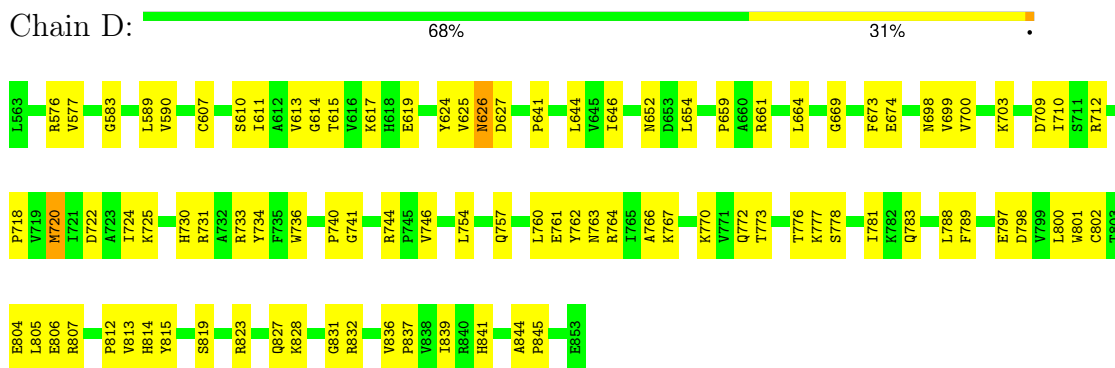 Chain D:
68% 31% •
L563 R576 V577 G583 L589 V590 C607 S610 I611 A612 V613 G614 T615 V616 K617 H618 E619 Y624 V625 N626 D627 P641 L644 V645 I646 N652 D653 L654 P659 A660 R661 L664 G669 F673 E674 N698 V699 V700 K703 D709 I710 S711 R712
P718 V719 M720 I721 D722 A723 I724 K725 H730 R731 A732 R733 Y734 F735 W736 P740 G741 R744 P745 V746 L754 Q757 L760 E761 Y762 N763 R764 I765 A766 K767 K770 V771 Q772 T773 T776 K777 S778 I781 K782 Q783 L788 F789 E797 D798 V799 L800 W801 C802 T803
E804 L805 E806 R807 P812 V813 H814 Y815 S819 R823 Q827 K828 G831 R832 V836 P837 V838 I839 R840 H841 A844 P845 E853